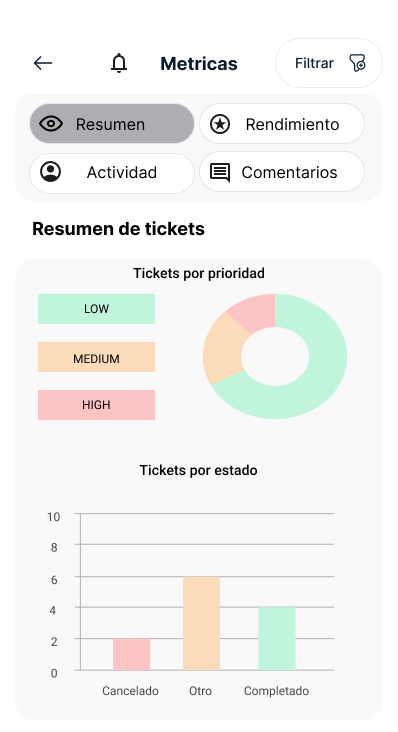 Metricas
Filtrar
Resumen
Rendimiento
Actividad
Comentarios
Resumen de tickets
Tickets por prioridad
LOW
MEDIUM
HIGH
Tickets por estado
10
8
6
4
2
0
Cancelado
Otro
Completado